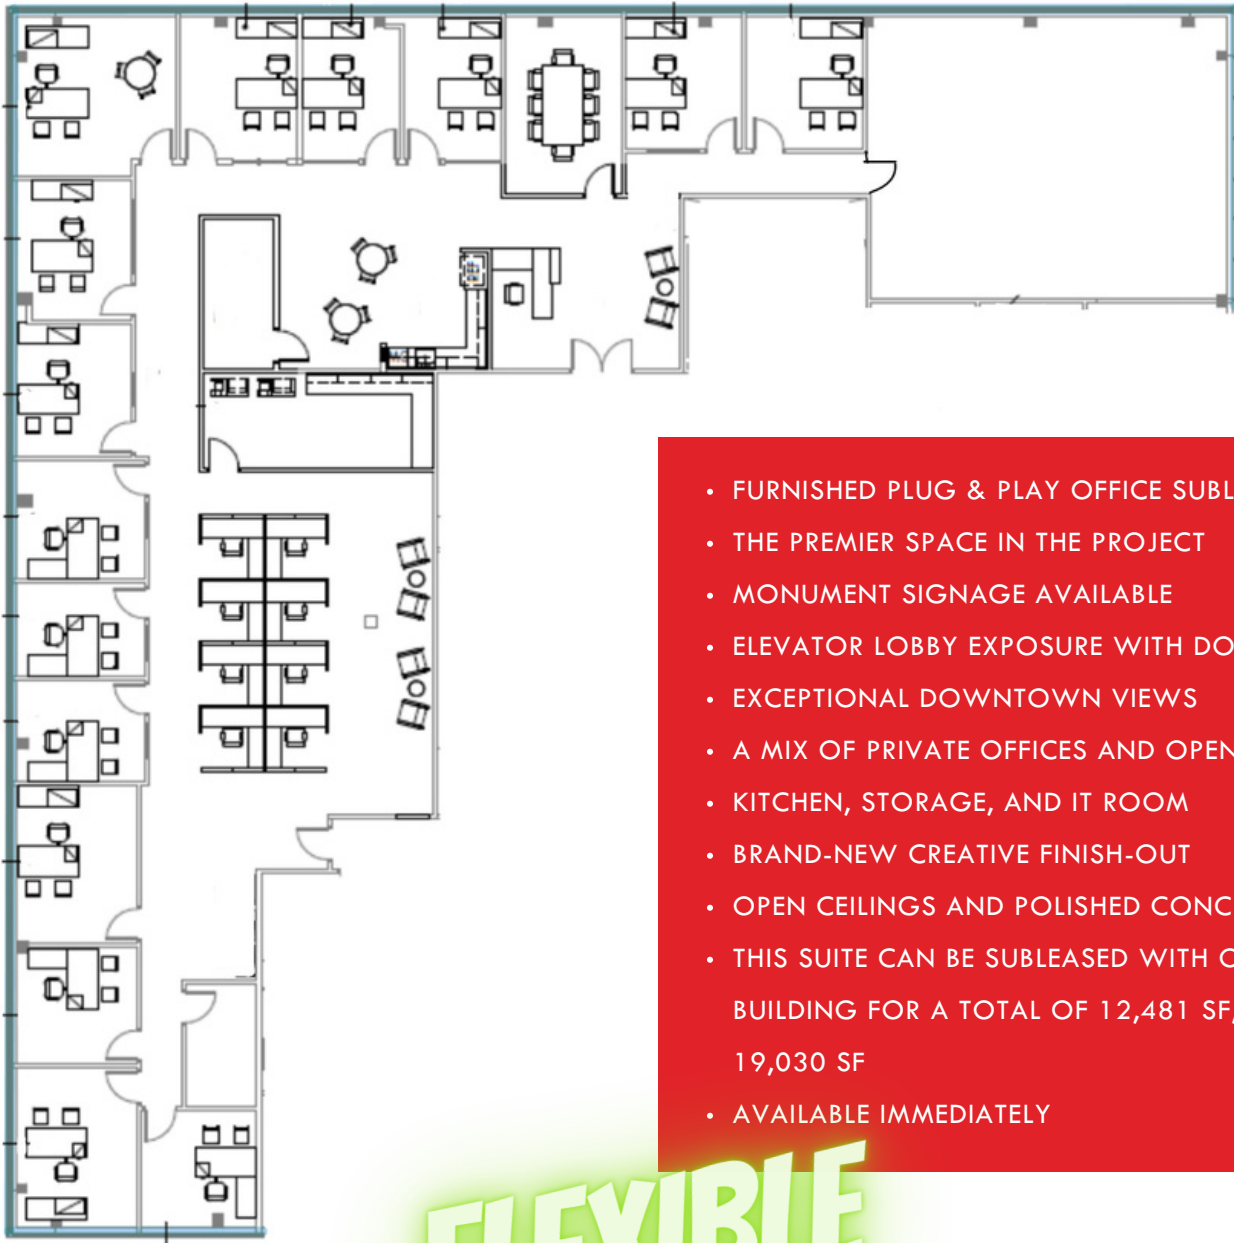 • FURNISHED PLUG & PLAY OFFICE SUBL
• THE PREMIER SPACE IN THE PROJECT
• MONUMENT SIGNAGE AVAILABLE
• ELEVATOR LOBBY EXPOSURE WITH DO
• EXCEPTIONAL DOWNTOWN VIEWS
• A MIX OF PRIVATE OFFICES AND OPEN
• KITCHEN, STORAGE, AND IT ROOM
• BRAND-NEW CREATIVE FINISH-OUT
• OPEN CEILINGS AND POLISHED CONC
• THIS SUITE CAN BE SUBLEASED WITH O
BUILDING FOR A TOTAL OF 12,481 SF,
19,030 SF
• AVAILABLE IMMEDIATELY
FLEXIBLE